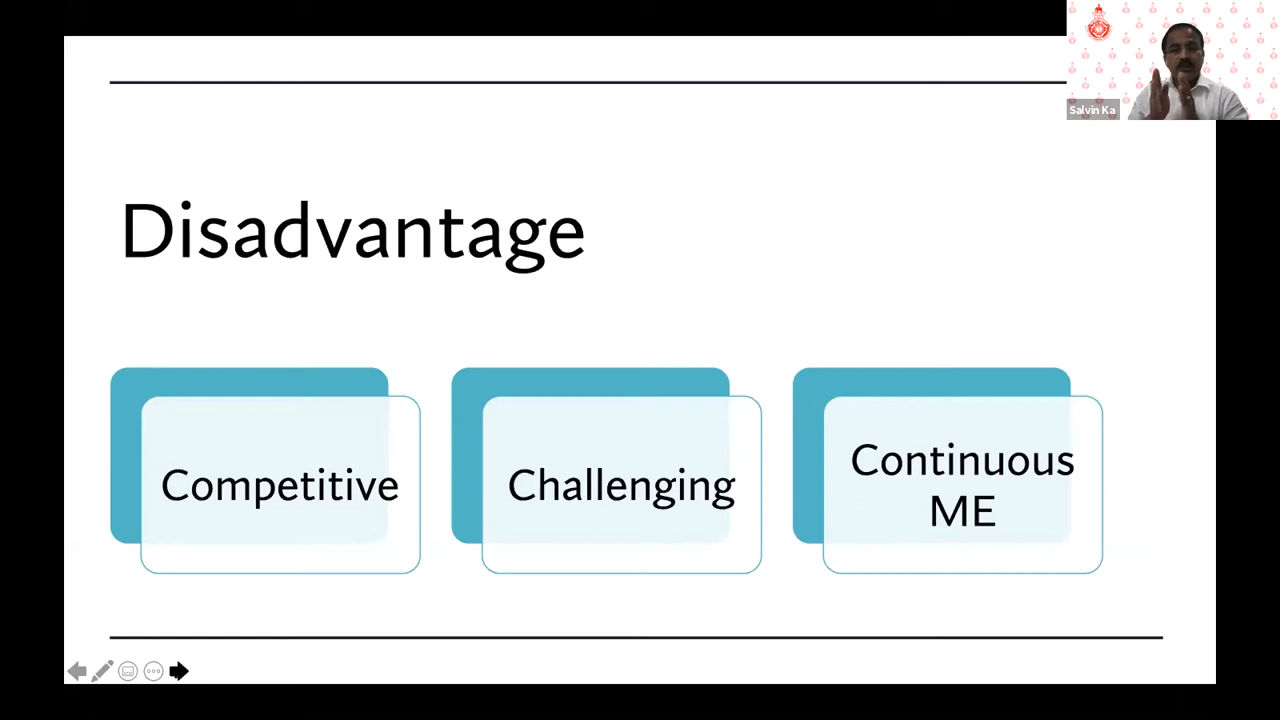 Salvin Ka
Disadvantage
Competitive
Challenging
Continuous
ME